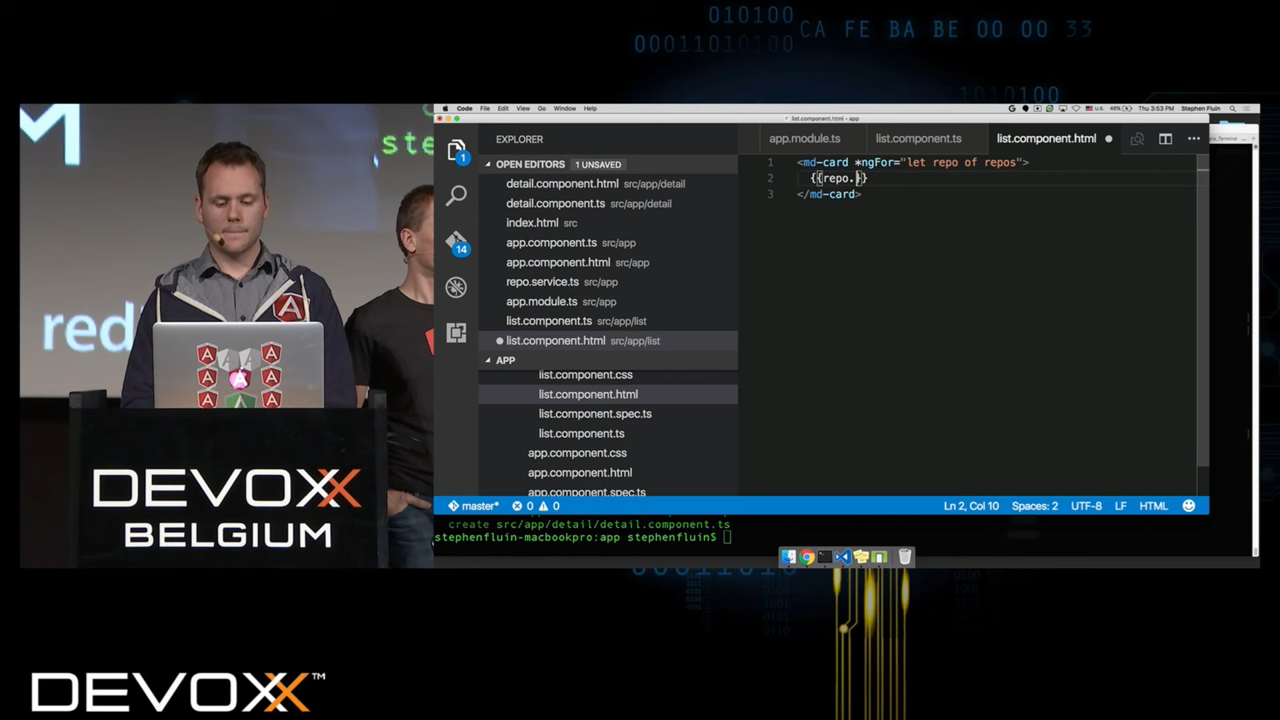 010100
00011010100
CA FE BA BE 00 00 33
ste
red
DEVOXX
BELGIUM
Code File Edit View Go Window Help
U.S. 46% Thu 3:53 PM Stephen Fluin
list.component.html - app
EXPLORER
app.module.ts list.component.ts list.component.html
OPEN EDITORS 1 UNSAVED
detail.component.html src/app/detail
detail.component.ts src/app/detail
index.html src
app.component.ts src/app
app.component.html src/app
repo.service.ts src/app
app.module.ts src/app
list.component.ts src/app/list
list.component.html src/app/list
APP
list.component.css
list.component.html
list.component.spec.ts
list.component.ts
app.component.css
app.component.html
app.component.spec.ts
1
14
1 <md-card *ngFor="let repo of repos">
2 {{repo.}}
3 </md-card>
master* 0 0 Ln 2, Col 10 Spaces: 2 UTF-8 LF HTML
create src/app/detail/detail.component.ts
stephenfluin-macbookpro:app stephenfluin$
DEVOXX™